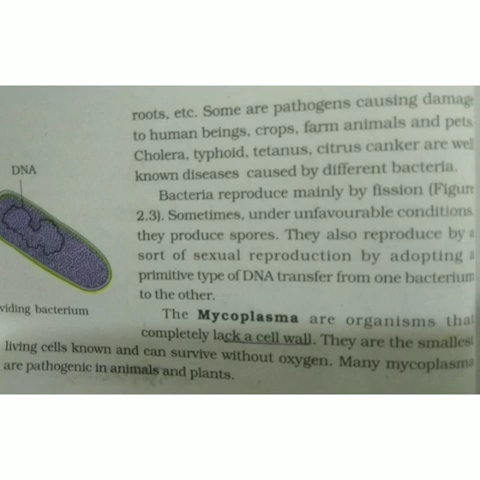 roots, etc. Some are pathogens causing damag
to human beings, crops, farm animals and pets.
Cholera, typhoid, tetanus, citrus canker are wel
known diseases caused by different bacteria.
Bacteria reproduce mainly by fission (Figure
2.3). Sometimes, under unfavourable conditions
they produce spores. They also reproduce by a
sort of sexual reproduction by adopting a
primitive type of DNA transfer from one bacterium
to the other.
The Mycoplasma are organisms that
completely lack a cell wall. They are the smallest
living cells known and can survive without oxygen. Many mycoplasma
are pathogenic in animals and plants.
DNA
viding bacterium